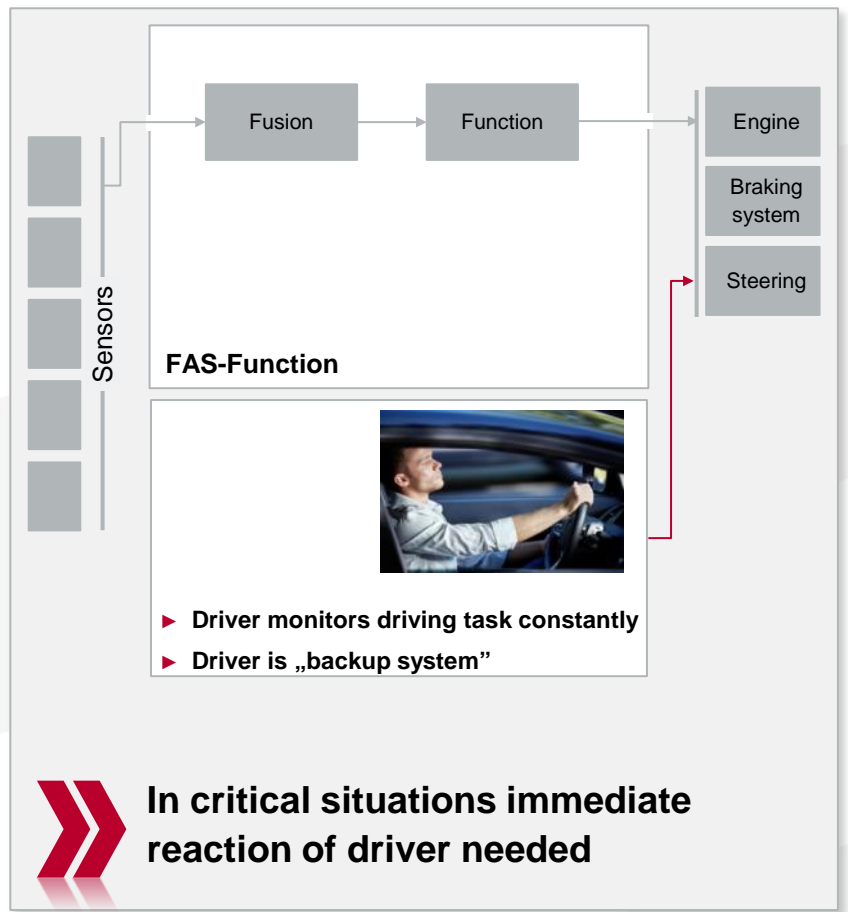 Fusion
Function
Engine
Braking
system
Steering
Sensors
FAS-Function
► Driver monitors driving task constantly
► Driver is „backup system”
In critical situations immediate
reaction of driver needed